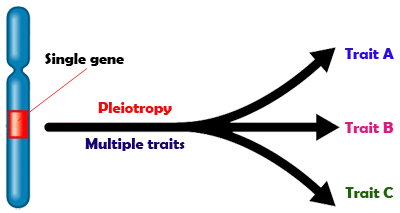 Single gene
Pleiotropy
Multiple traits
Trait A
Trait B
Trait C